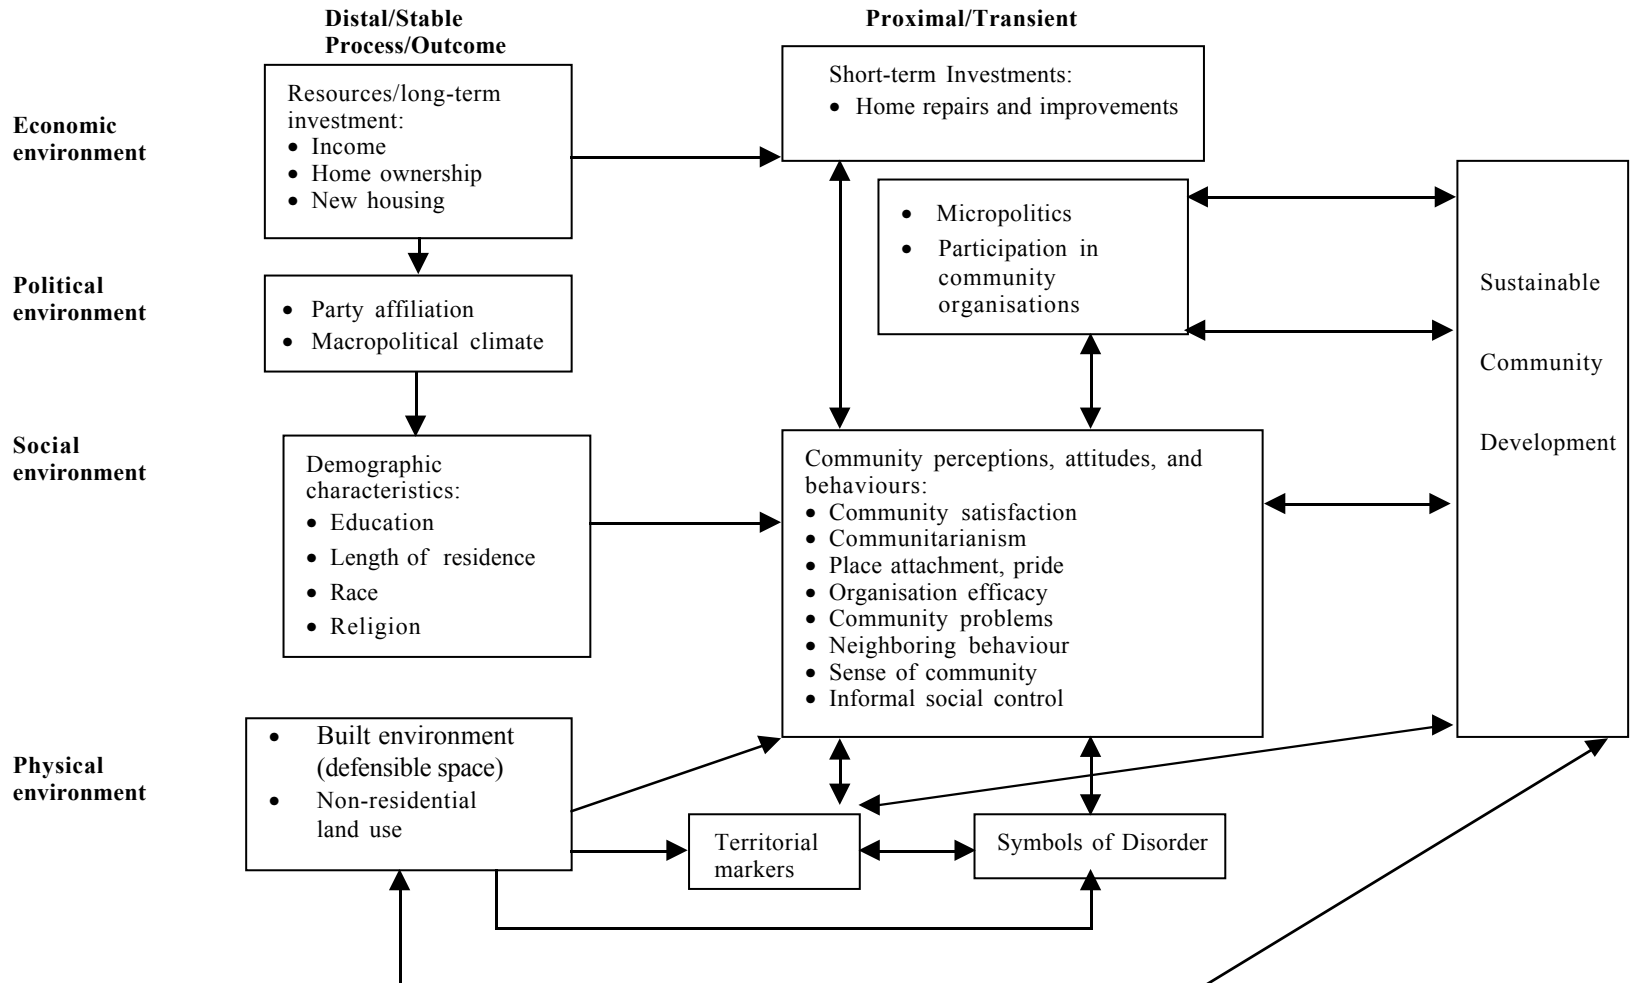 Distal/Stable
Process/Outcome
Proximal/Transient
Economic
environment
Resources/long-term
investment:
• Income
• Home ownership
• New housing
Short-term Investments:
• Home repairs and improvements
Political
environment
• Party affiliation
• Macropolitical climate
• Micropolitics
• Participation in
community
organisations
Sustainable
Community
Development
Social
environment
Demographic
characteristics:
• Education
• Length of residence
• Race
• Religion
Community perceptions, attitudes, and
behaviours:
• Community satisfaction
• Communitarianism
• Place attachment, pride
• Organisation efficacy
• Community problems
• Neighboring behaviour
• Sense of community
• Informal social control
Physical
environment
• Built environment
(defensible space)
• Non-residential
land use
Territorial
markers
Symbols of Disorder